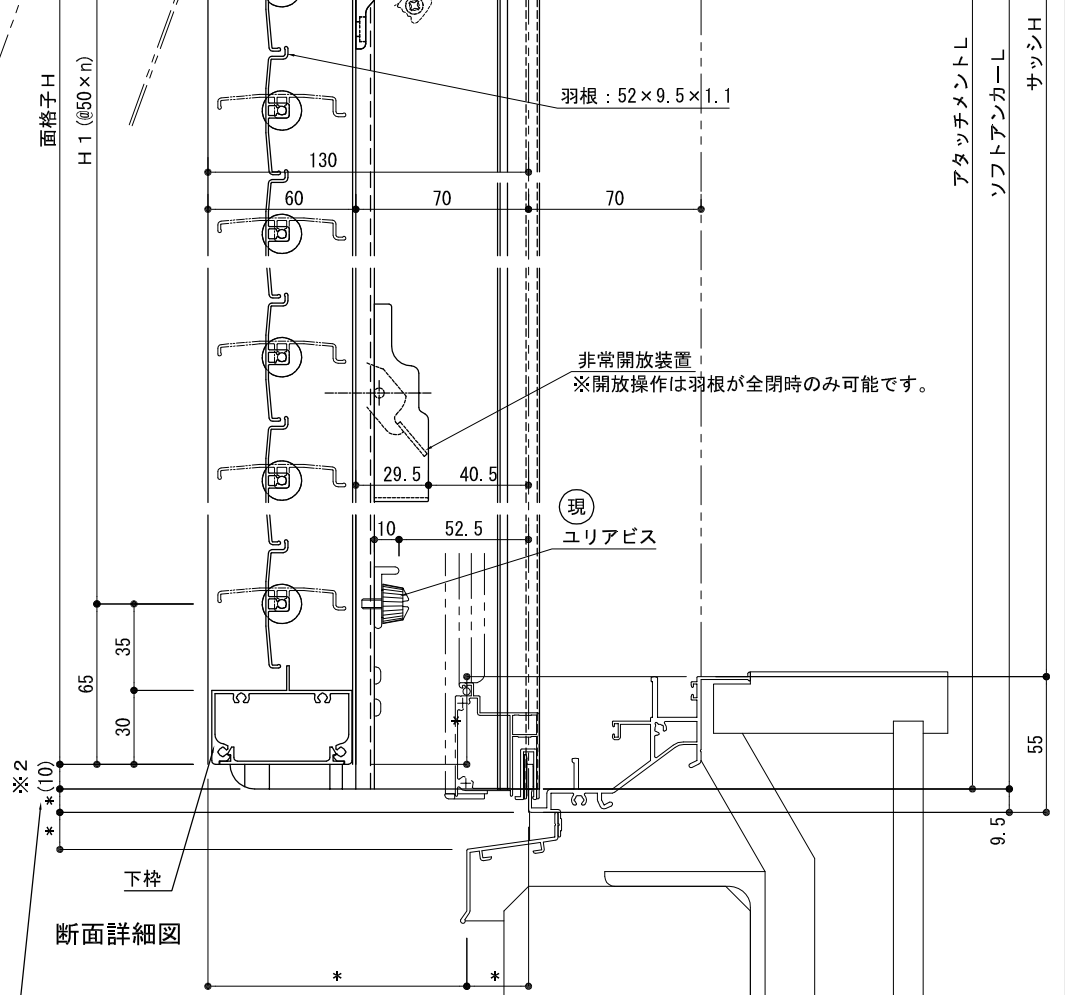 面格子H
H1(@50×n)
羽根：52×9.5×1.1
アタッチメントL
ソフトアンカーL
サッシH
130
60
70
70
非常開放装置
※開放操作は羽根が全閉時のみ可能です。
29.5
40.5
現
ユリアビス
10
52.5
35
65
30
※2
(10)
*
*
*
55
9.5
下枠
断面詳細図
*
*